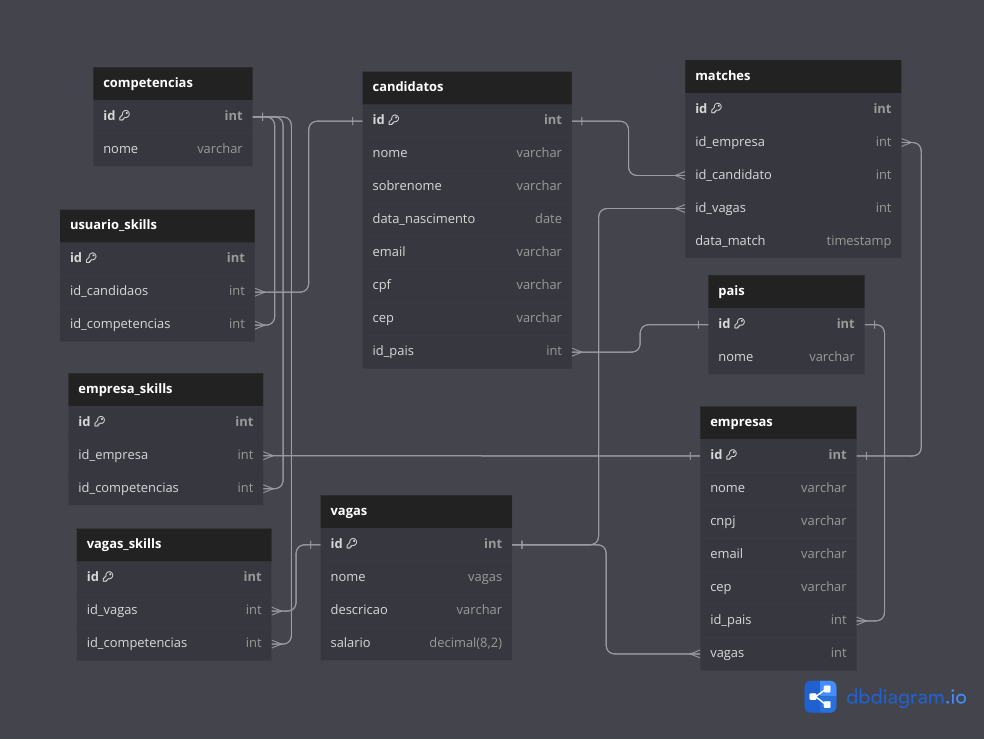 competencias
id int
nome varchar
usuario_skills
id int
id_candidaos int
id_competencias int
empresa_skills
id int
id_empresa int
id_competencias int
vagas_skills
id int
id_vagas int
id_competencias int
candidatos
id int
nome varchar
sobrenome varchar
data_nascimento date
email varchar
cpf varchar
cep varchar
id_pais int
vagas
id int
nome vagas
descricao varchar
salario decimal(8,2)
matches
id int
id_empresa int
id_candidato int
id_vagas int
data_match timestamp
pais
id int
nome varchar
empresas
id int
nome varchar
cnpj varchar
email varchar
cep varchar
id_pais int
vagas int
dbdiagram.io